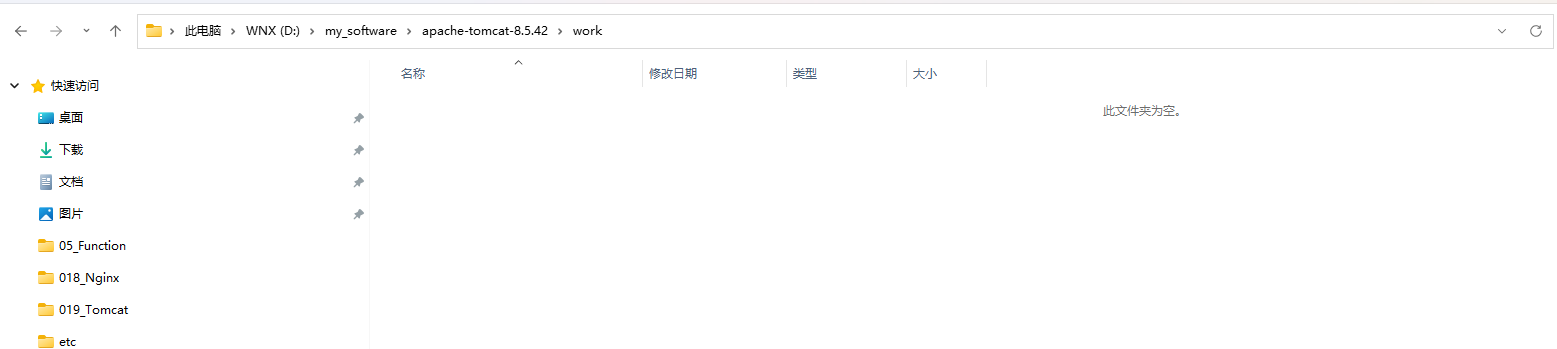 此电脑 WNX (D:) my_software apache-tomcat-8.5.42 work
名称 修改日期 类型 大小
此文件夹为空。
快速访问
桌面
下载
文档
图片
05_Function
018_Nginx
019_Tomcat
etc